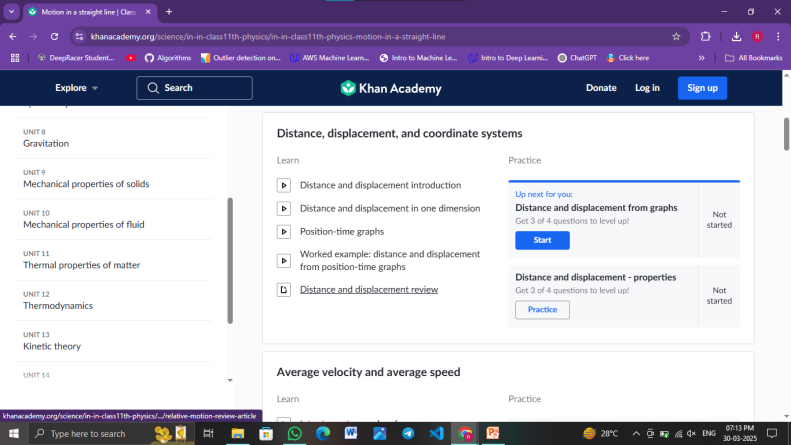 Motion in a straight line | Class
khanacademy.org/science/in-in-class11th-physics/in-in-class11th-physics-motion-in-a-straight-line
R
DeepRacer Student...
Algorithms
Outlier detection on...
AWS Machine Learn...
Intro to Machine Le...
Intro to Deep Learni...
ChatGPT
Click here
All Bookmarks
Explore
Search
Khan Academy
Donate
Log in
Sign up
UNIT 8
Gravitation
UNIT 9
Mechanical properties of solids
UNIT 10
Mechanical properties of fluid
UNIT 11
Thermal properties of matter
UNIT 12
Thermodynamics
UNIT 13
Kinetic theory
UNIT 14
Distance, displacement, and coordinate systems
Learn
Distance and displacement introduction
Distance and displacement in one dimension
Position-time graphs
Worked example: distance and displacement
from position-time graphs
Distance and displacement review
Practice
Up next for you:
Distance and displacement from graphs
Get 3 of 4 questions to level up!
Start
Not
started
Distance and displacement - properties
Get 3 of 4 questions to level up!
Practice
Not
started
Average velocity and average speed
Learn
Practice
khanacademy.org/science/in-in-class11th-physics/.../relative-motion-review-article
Type here to search
28°C
ENG
07:13 PM
30-03-2025